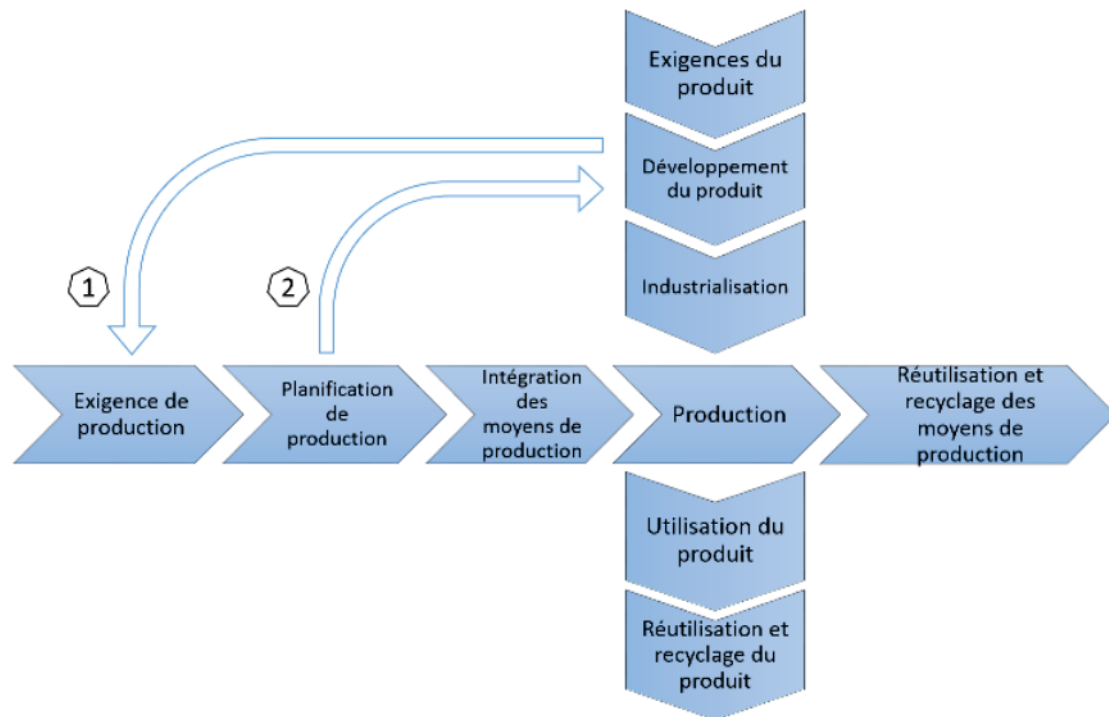 Exigences du
produit
Développement
du produit
Industrialisation
1
2
Exigence de
production
Planification
de
production
Intégration
des
moyens de
production
Production
Réutilisation et
recyclage des
moyens de
production
Utilisation du
produit
Réutilisation et
recyclage du
produit